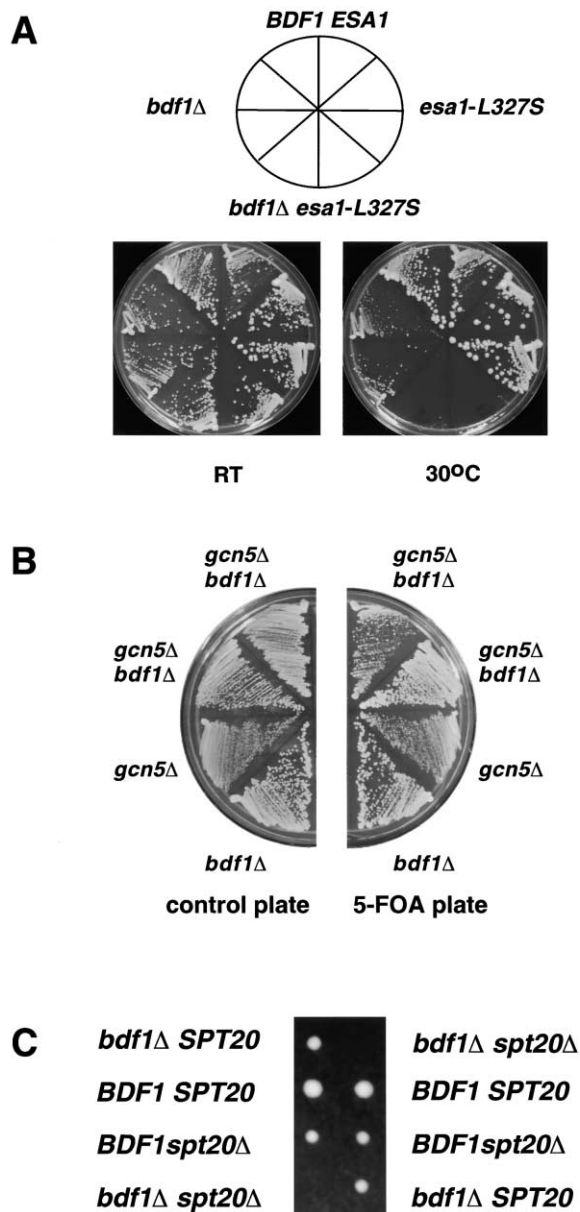 A
BDF1 ESA1
bdf1Δ
esa1-L327S
bdf1Δ esa1-L327S
RT
30ºC
B
gcn5Δ
bdf1Δ
gcn5Δ
bdf1Δ
gcn5Δ
bdf1Δ
gcn5Δ
bdf1Δ
gcn5Δ
gcn5Δ
bdf1Δ
bdf1Δ
control plate
5-FOA plate
C
bdf1Δ SPT20
bdf1Δ spt20Δ
BDF1 SPT20
BDF1 SPT20
BDF1spt20Δ
BDF1spt20Δ
bdf1Δ spt20Δ
bdf1Δ SPT20